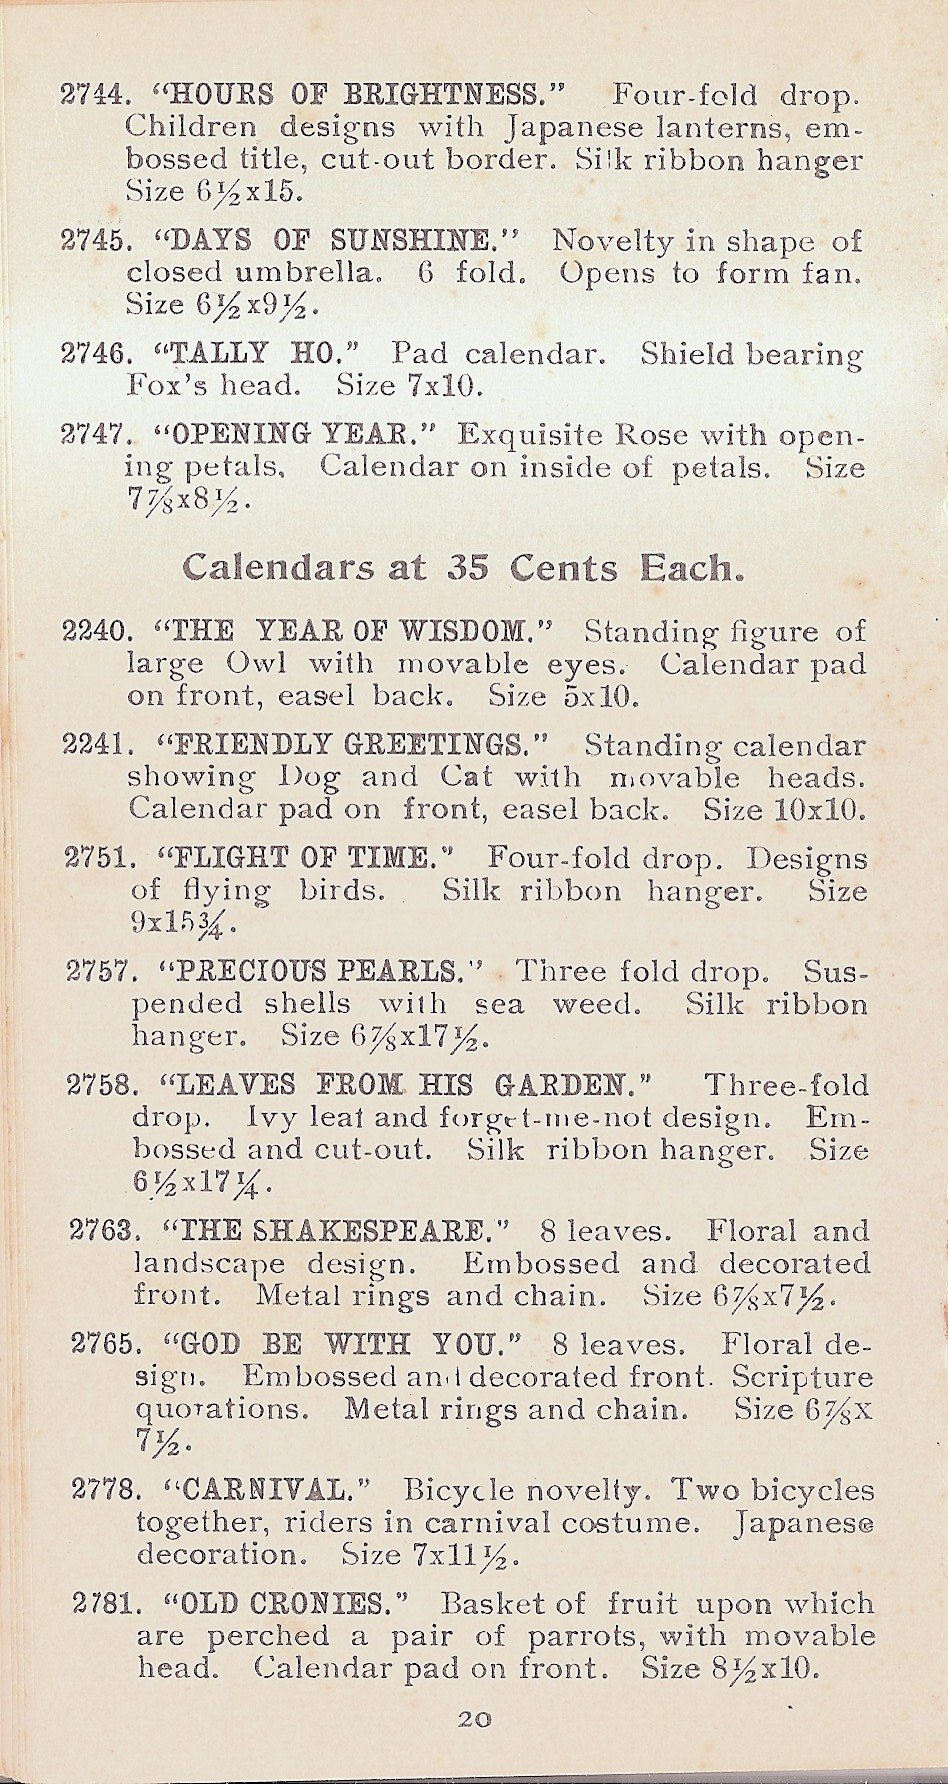 2744. “HOURS OF BRIGHTNESS.” Four-fold drop.
Children designs with Japanese lanterns, em-
bossed title, cut-out border. Silk ribbon hanger
Size 6½x15.
2745. “DAYS OF SUNSHINE.” Novelty in shape of
closed umbrella. 6 fold. Opens to form fan.
Size 6½x9½.
2746. “TALLY HO.” Pad calendar. Shield bearing
Fox’s head. Size 7x10.
2747. “OPENING YEAR.” Exquisite Rose with open-
ing petals, Calendar on inside of petals. Size
7⅞x8½.
Calendars at 35 Cents Each.
2240. “THE YEAR OF WISDOM.” Standing figure of
large Owl with movable eyes. Calendar pad
on front, easel back. Size 5x10.
2241. “FRIENDLY GREETINGS.” Standing calendar
showing Dog and Cat with movable heads.
Calendar pad on front, easel back. Size 10x10.
2751. “FLIGHT OF TIME.” Four-fold drop. Designs
of flying birds. Silk ribbon hanger. Size
9x15¾.
2757. “PRECIOUS PEARLS.” Three fold drop. Sus-
pended shells with sea weed. Silk ribbon
hanger. Size 6⅞x17½.
2758. “LEAVES FROM HIS GARDEN.” Three-fold
drop. Ivy leaf and forget-me-not design. Em-
bossed and cut-out. Silk ribbon hanger. Size
6½x17¼.
2763. “THE SHAKESPEARE.” 8 leaves. Floral and
landscape design. Embossed and decorated
front. Metal rings and chain. Size 6⅞x7½.
2765. “GOD BE WITH YOU.” 8 leaves. Floral de-
sign. Embossed and decorated front. Scripture
quotations. Metal rings and chain. Size 6⅞x
7½.
2778. “CARNIVAL.” Bicycle novelty. Two bicycles
together, riders in carnival costume. Japanese
decoration. Size 7x11½.
2781. “OLD CRONIES.” Basket of fruit upon which
are perched a pair of parrots, with movable
head. Calendar pad on front. Size 8½x10.
20